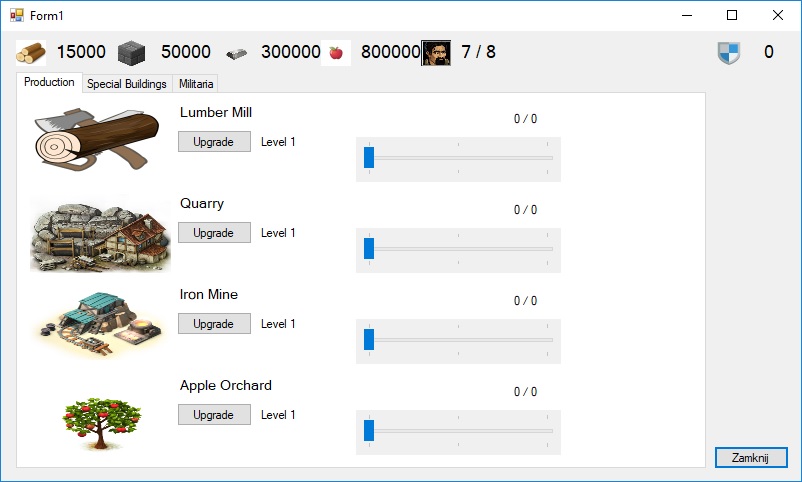 Form1
15000 50000 300000 800000 7 / 8 0
Production Special Buildings Militaria
Lumber Mill
0 / 0
Upgrade Level 1
Quarry
0 / 0
Upgrade Level 1
Iron Mine
0 / 0
Upgrade Level 1
Apple Orchard
0 / 0
Upgrade Level 1
Zamknij